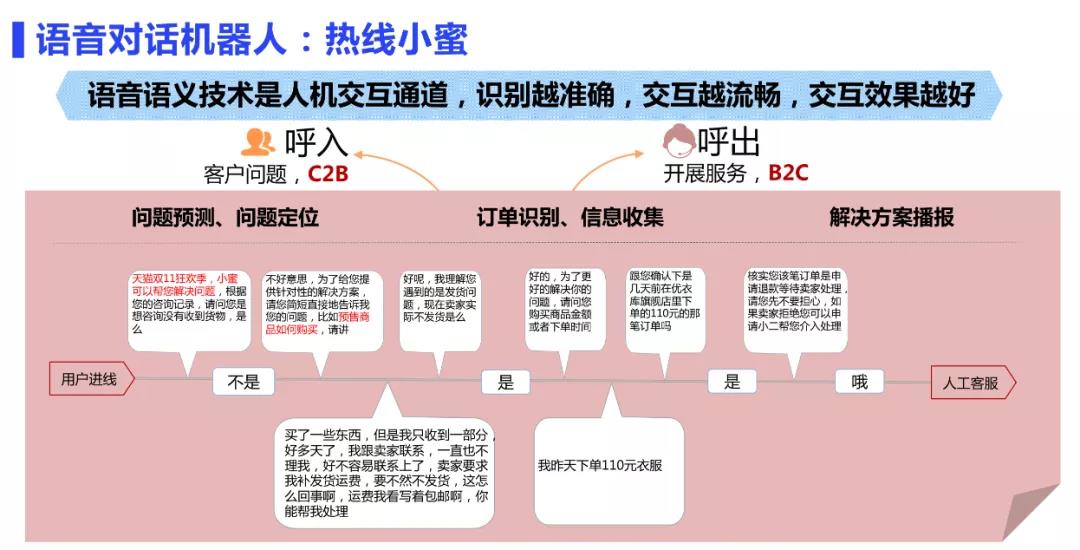 语音对话机器人：热线小蜜
语音语义技术是人机交互通道，识别越准确，交互越流畅，交互效果越好
呼入
客户问题，C2B
呼出
开展服务，B2C
问题预测、问题定位
订单识别、信息收集
解决方案播报
天猫双11狂欢季，小蜜
可以帮您解决问题，根据
您的咨询记录，请问您是
想咨询没有收到货物，是
么
不好意思，为了给您提
供针对性的解决方案，
请您简短直接地告诉我
您的问题，比如预售商
品如何购买，请讲
好呢，我理解您
遇到的是发货问
题，现在卖家实
际不发货是么
好的，为了更
好的解决你的
问题，请问您
购买商品金额
或者下单时间
跟您确认下是
几天前在优衣
库旗舰店里下
单的110元的那
笔订单吗
核实您该笔订单是申
请退款等待卖家处理，
请您先不要担心，如
果卖家拒绝您可以申
请小二帮您介入处理
用户进线
不是
是
是
哦
人工客服
买了一些东西，但是我只收到一部分，
好多天了，我跟卖家联系，一直也不
理我，好不容易联系上了，卖家要求
我补发货运费，要不然不发货，这怎
么回事啊，运费我看写着包邮啊，你
能帮我处理
我昨天下单110元衣服